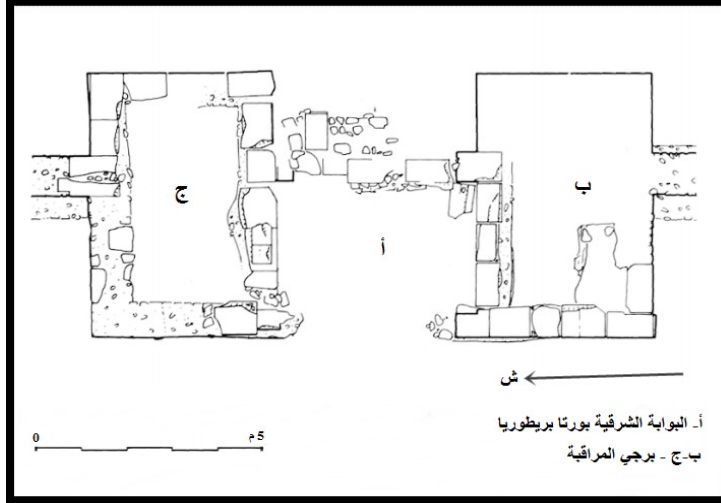 ج
ب
أ
ش
0
5 م
أ- البوابة الشرقية بورتا بريطوريا
ب-ج - برجي المراقبة